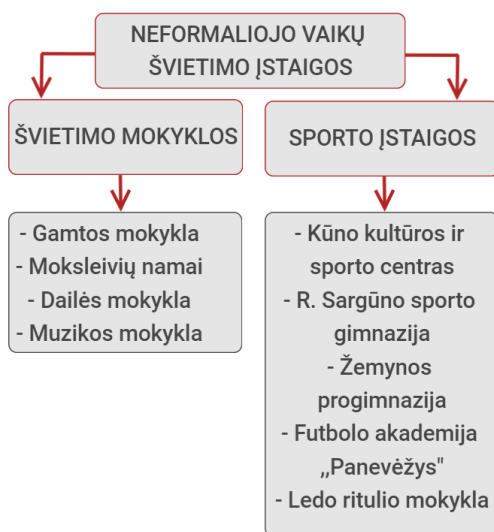 NEFORMALIOJO VAIKŲ
ŠVIETIMO ĮSTAIGOS
ŠVIETIMO MOKYKLOS
- Gamtos mokykla
- Moksleivių namai
- Dailės mokykla
- Muzikos mokykla
SPORTO ĮSTAIGOS
- Kūno kultūros ir
sporto centras
- R. Sargūno sporto
gimnazija
- Žemynos
progimnazija
- Futbolo akademija
,,Panevėžys"
- Ledo ritulio mokykla